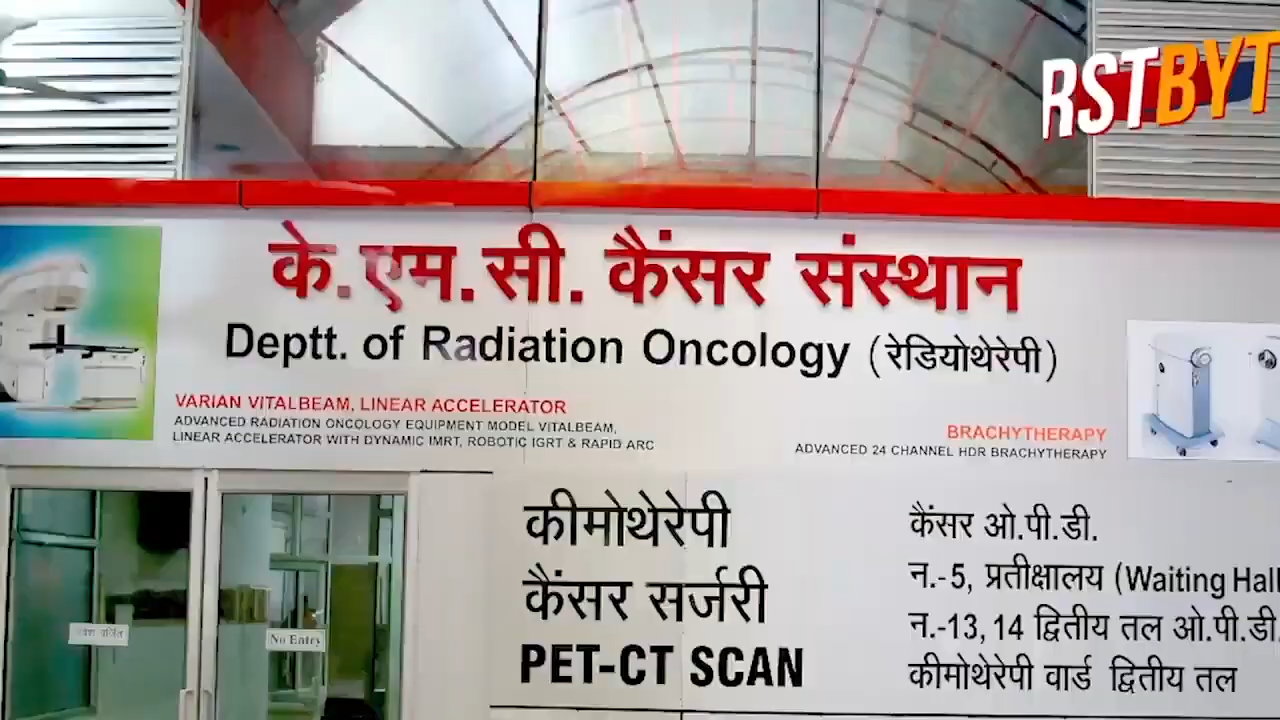 RSTBYT
के.एम.सी. कैंसर संस्थान
Deptt. of Radiation Oncology (रेडियोथेरेपी)
VARIAN VITALBEAM, LINEAR ACCELERATOR
ADVANCED RADIATION ONCOLOGY EQUIPMENT MODEL VITALBEAM,
LINEAR ACCELERATOR WITH DYNAMIC IMRT, ROBOTIC IGRT & RAPID ARC
BRACHYTHERAPY
ADVANCED 24 CHANNEL HDR BRACHYTHERAPY
कीमोथेरेपी
कैंसर सर्जरी
PET-CT SCAN
कैंसर ओ.पी.डी.
न.-5, प्रतीक्षालय (Waiting Hall
न.-13, 14 द्वितीय तल ओ.पी.डी.
कीमोथेरेपी वार्ड द्वितीय तल
No Entry